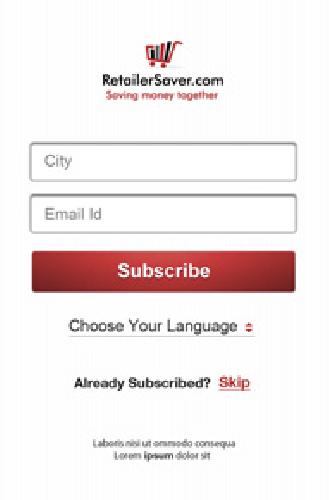 RetailerSaver.com
Saving money together
City
Email Id
Subscribe
Choose Your Language
Already Subscribed? Skip
Laboris nisi ut ommodo consequa
Lorem ipsum dolor sit